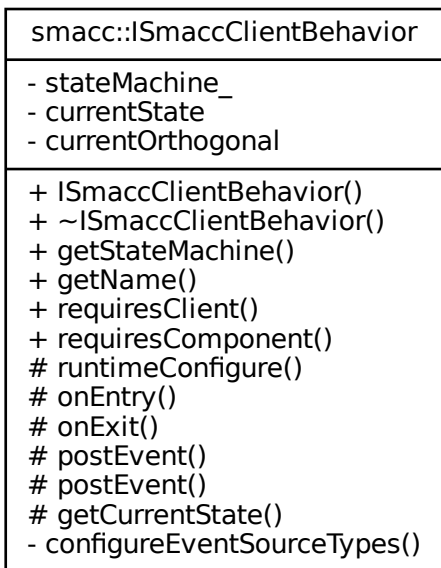 smacc::ISmaccClientBehavior
- stateMachine_
- currentState
- currentOrthogonal
+ ISmaccClientBehavior()
+ ~ISmaccClientBehavior()
+ getStateMachine()
+ getName()
+ requiresClient()
+ requiresComponent()
# runtimeConfigure()
# onEntry()
# onExit()
# postEvent()
# postEvent()
# getCurrentState()
- configureEventSourceTypes()